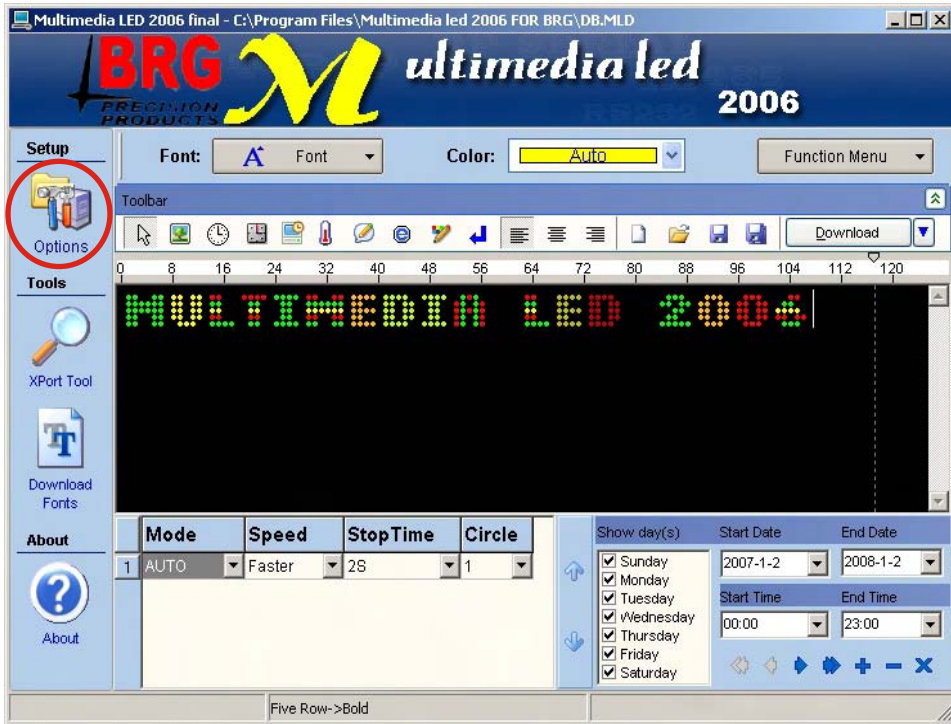 Multimedia LED 2006 final - C:\Program Files\Multimedia led 2006 FOR BRG\DB.MLD
BRG
PRECISION
PRODUCTS
Multimedia led
2006
Setup
Options
Tools
XPort Tool
Download
Fonts
About
About
Font: A Font
Color: Auto
Function Menu
Toolbar
Download
0 8 16 24 32 40 48 56 64 72 80 88 96 104 112 120
MULTIMEDIA LED 2006
Mode Speed StopTime Circle
1 AUTO Faster 2S 1
Show day(s)
Sunday
Monday
Tuesday
Wednesday
Thursday
Friday
Saturday
Start Date End Date
2007-1-2 2008-1-2
Start Time End Time
00:00 23:00
Five Row->Bold